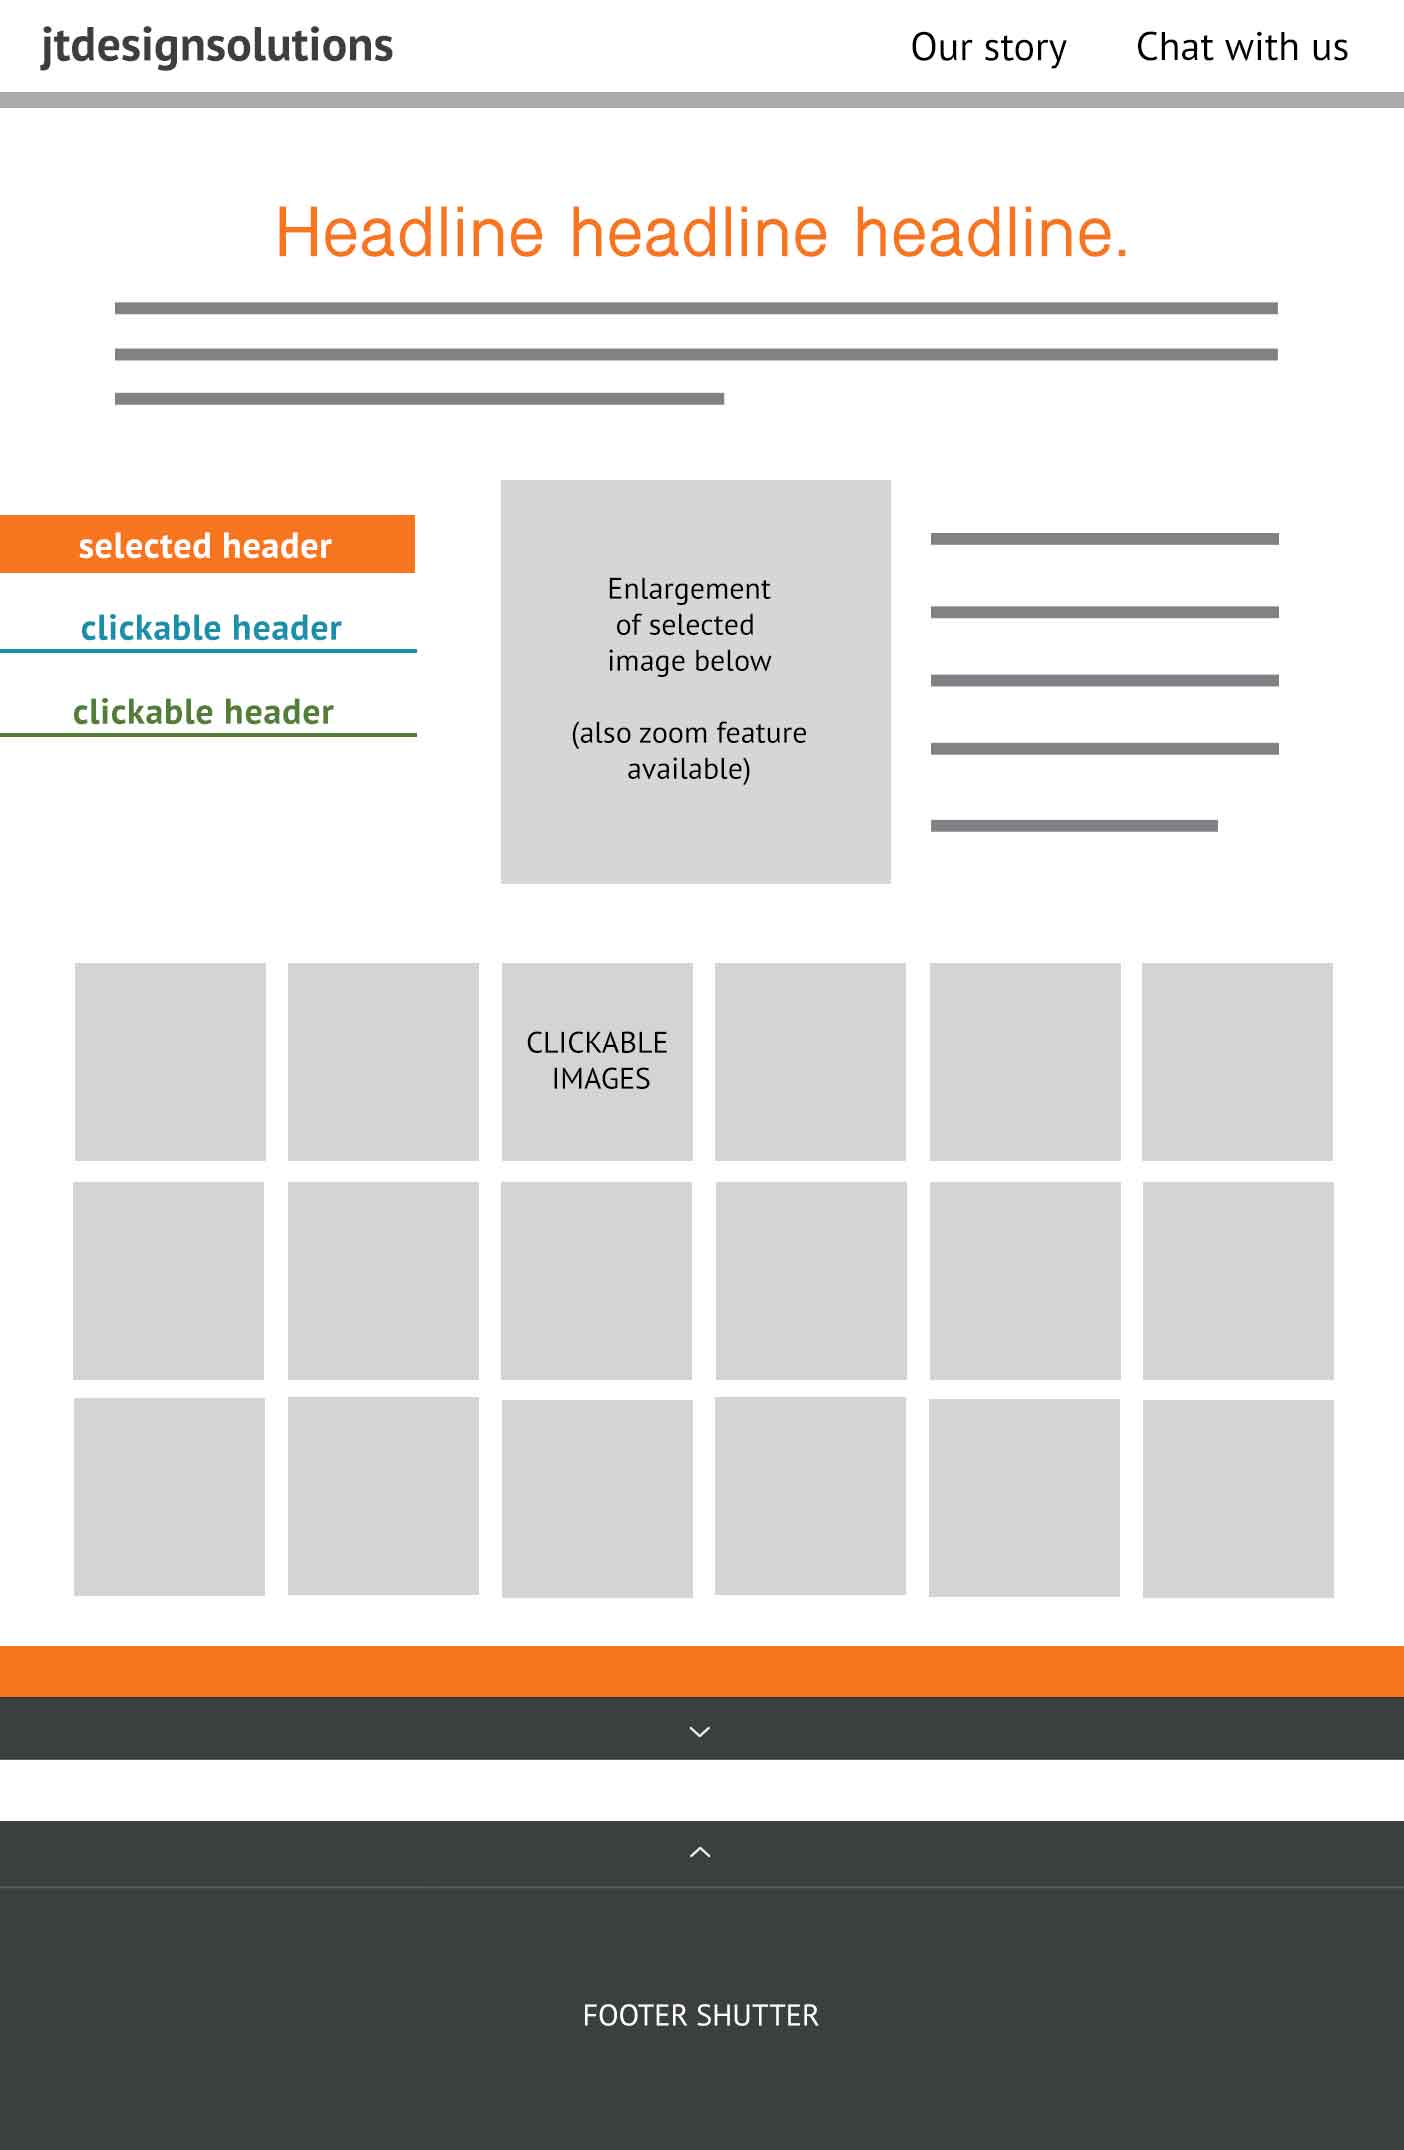 jtdesignsolutions
Our story
Chat with us
Headline headline headline.
selected header
clickable header
clickable header
Enlargement
of selected
image below
(also zoom feature
available)
CLICKABLE
IMAGES
FOOTER SHUTTER